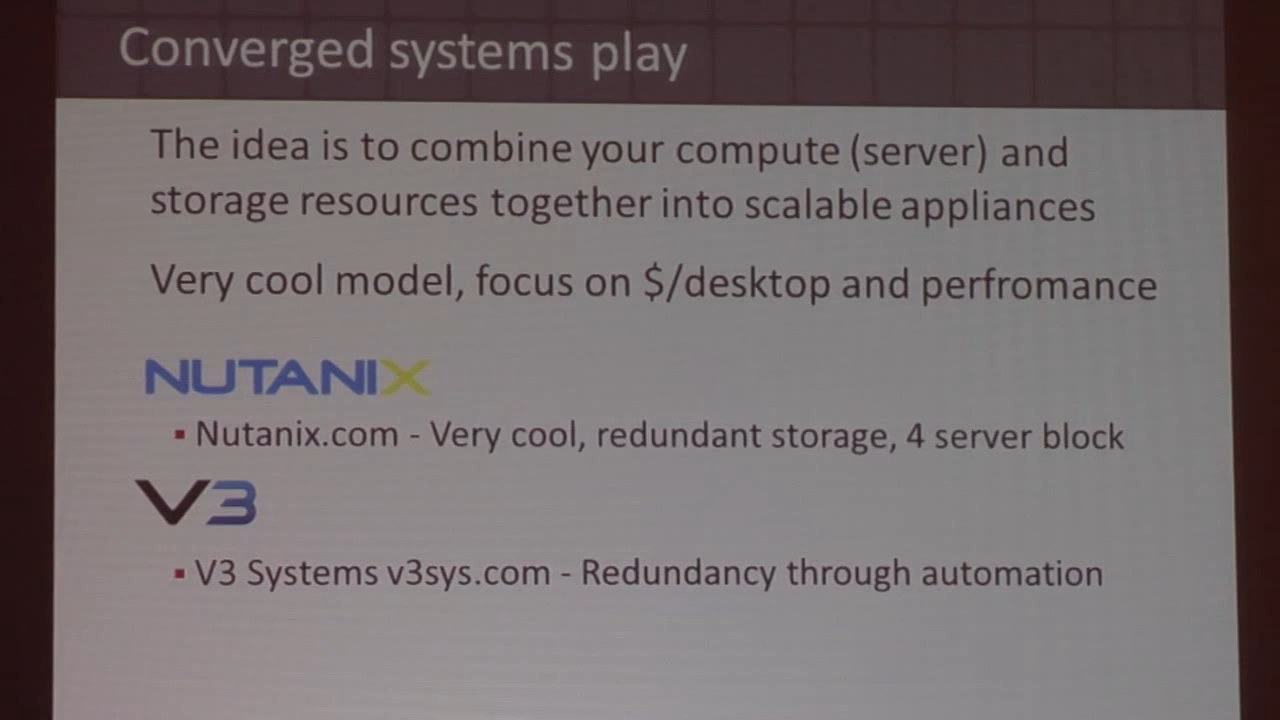 Converged systems play
The idea is to combine your compute (server) and
storage resources together into scalable appliances
Very cool model, focus on $/desktop and perfromance
NUTANIX
▪ Nutanix.com - Very cool, redundant storage, 4 server block
V3
▪ V3 Systems v3sys.com - Redundancy through automation